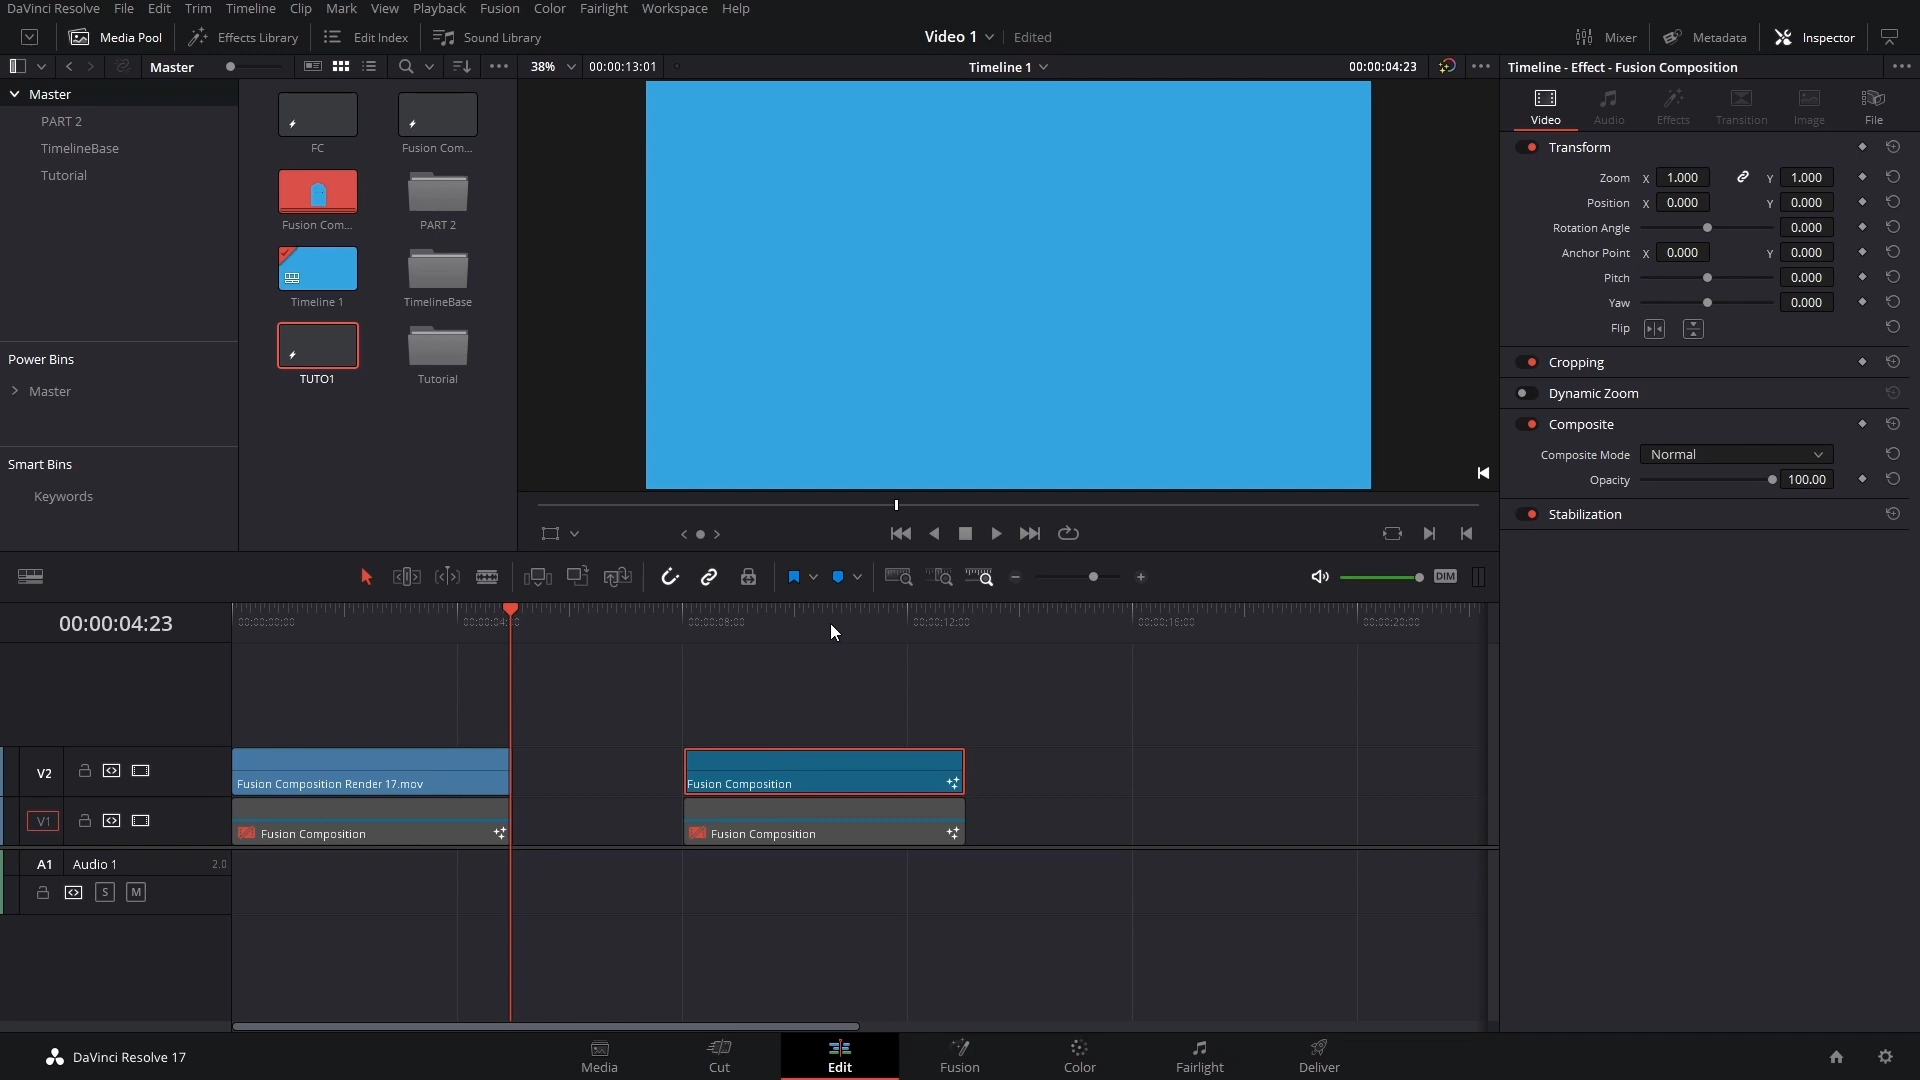 DaVinci Resolve File Edit Trim Timeline Clip Mark View Playback Fusion Color Fairlight Workspace Help
Media Pool Effects Library Edit Index Sound Library Video 1 Edited Mixer Metadata Inspector
Master 38% 00:00:13:01 Timeline 1 00:00:04:23 Timeline - Effect - Fusion Composition
Master
PART 2
TimelineBase
Tutorial
Power Bins
Master
Smart Bins
Keywords
FC Fusion Com...
Fusion Com... PART 2
Timeline 1 TimelineBase
TUTO1 Tutorial
Video Audio Effects Transition Image File
Transform
Zoom X 1.000 Y 1.000
Position X 0.000 Y 0.000
Rotation Angle 0.000
Anchor Point X 0.000 Y 0.000
Pitch 0.000
Yaw 0.000
Flip
Cropping
Dynamic Zoom
Composite
Composite Mode Normal
Opacity 100.00
Stabilization
DIM
00:00:04:23
00:00:00:00 00:00:08:00 00:00:12:00 00:00:16:00 00:00:20:00
V2 Fusion Composition Render 17.mov Fusion Composition
V1 Fusion Composition Fusion Composition
A1 Audio 1 2.0
S M
DaVinci Resolve 17 Media Cut Edit Fusion Color Fairlight Deliver